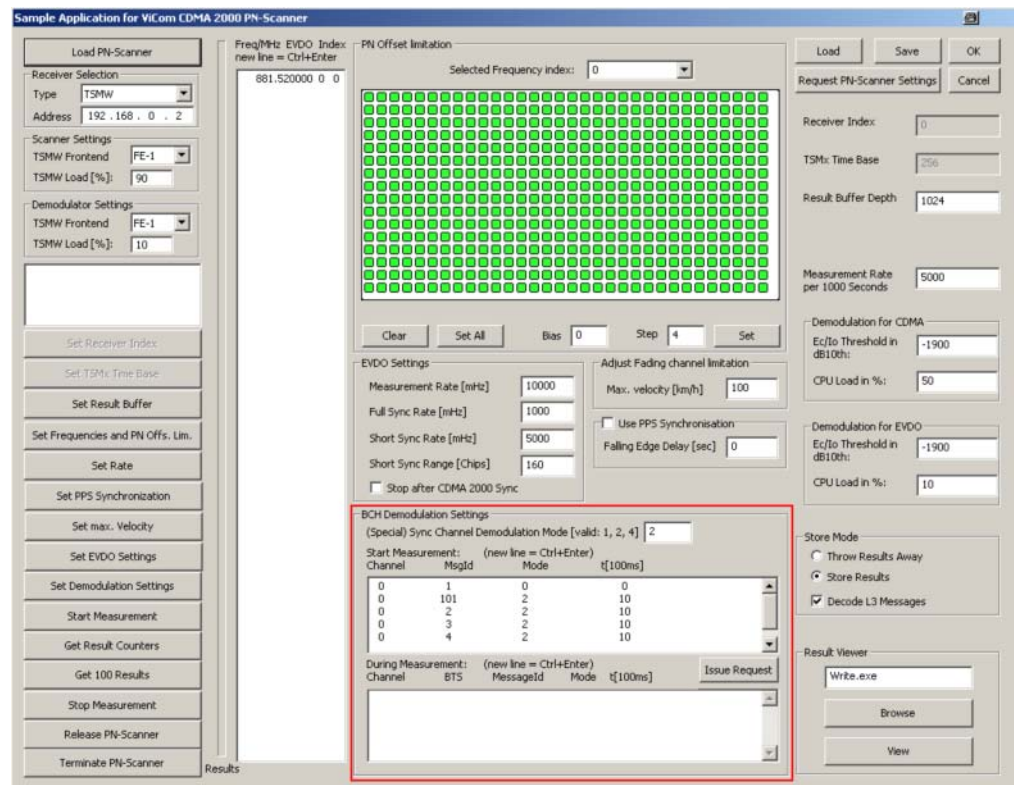 Sample Application for ViCom CDMA 2000 PN-Scanner
Load PN-Scanner
Receiver Selection
Type TSMW
Address 192 .168 . 0 . 2
Scanner Settings
TSMW Frontend FE-1
TSMW Load [%]: 90
Demodulator Settings
TSMW Frontend FE-1
TSMW Load [%]: 10
Set Receiver Index
Set TSMx Time Base
Set Result Buffer
Set Frequencies and PN Offs. Lim.
Set Rate
Set PPS Synchronization
Set max. Velocity
Set EVDO Settings
Set Demodulation Settings
Start Measurement
Get Result Counters
Get 100 Results
Stop Measurement
Release PN-Scanner
Terminate PN-Scanner
Results
Freq/MHz EVDO Index
new line = Ctrl+Enter
881.520000 0 0
PN Offset limitation
Selected Frequency index: 0
Clear Set All Bias 0 Step 4 Set
EVDO Settings
Measurement Rate [mHz] 10000
Full Sync Rate [mHz] 1000
Short Sync Rate [mHz] 5000
Short Sync Range [Chips] 160
Stop after CDMA 2000 Sync
Adjust Fading channel limitation
Max. velocity [km/h] 100
Use PPS Synchronisation
Falling Edge Delay [sec] 0
BCH Demodulation Settings
(Special) Sync Channel Demodulation Mode [valid: 1, 2, 4] 2
Start Measurement: (new line = Ctrl+Enter)
Channel MsgId Mode t[100ms]
0 1 0 0
0 101 2 10
0 2 2 10
0 3 2 10
0 4 2 10
During Measurement: (new line = Ctrl+Enter)
Channel BTS MessageId Mode t[100ms]
Issue Request
Load Save OK
Request PN-Scanner Settings Cancel
Receiver Index 0
TSMx Time Base 256
Result Buffer Depth 1024
Measurement Rate
per 1000 Seconds 5000
Demodulation for CDMA
Ec/Io Threshold in
dB10th: -1900
CPU Load in %: 50
Demodulation for EVDO
Ec/Io Threshold in
dB10th: -1900
CPU Load in %: 10
Store Mode
Throw Results Away
Store Results
Decode L3 Messages
Result Viewer
Write.exe
Browse
View